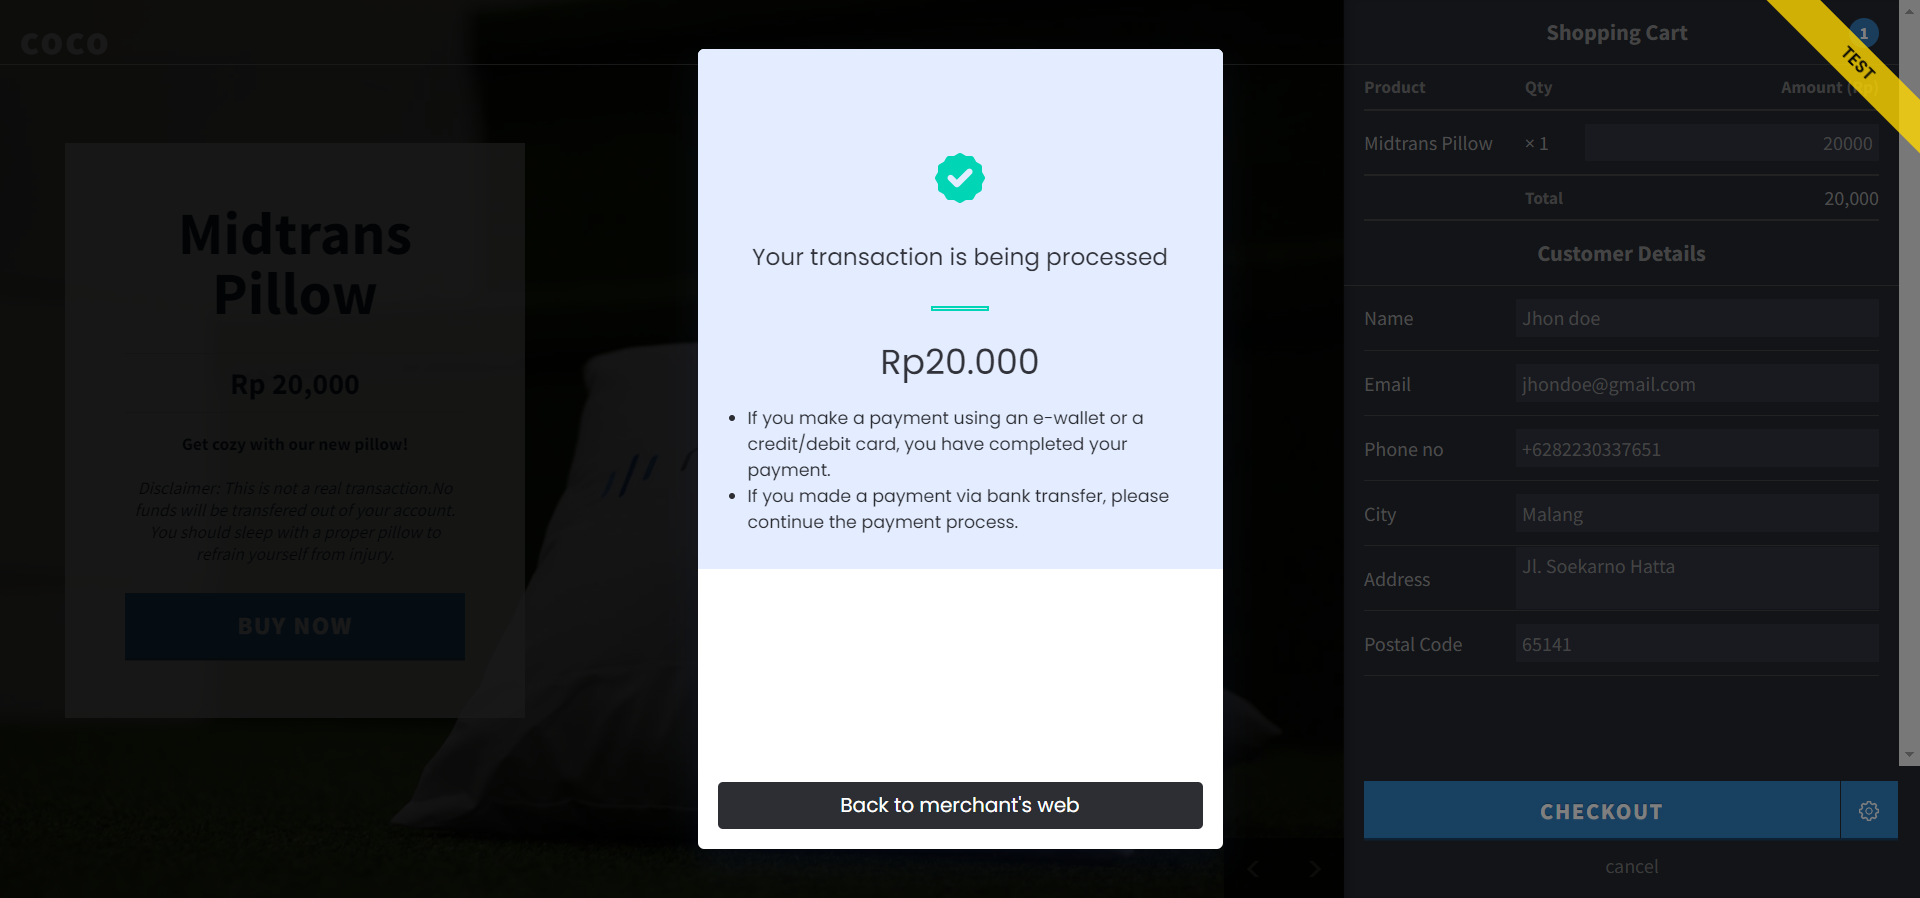 coco
Midtrans
Pillow
Rp 20,000
Get cozy with our new pillow!
Disclaimer: This is not a real transaction.No
funds will be transfered out of your account.
You should sleep with a proper pillow to
refrain yourself from injury.
BUY NOW
Your transaction is being processed
Rp20.000
• If you make a payment using an e-wallet or a
credit/debit card, you have completed your
payment.
• If you made a payment via bank transfer, please
continue the payment process.
Back to merchant's web
Shopping Cart 1
TEST
Product Qty Amount (Rp)
Midtrans Pillow × 1 20000
Total 20,000
Customer Details
Name Jhon doe
Email jhondoe@gmail.com
Phone no +6282230337651
City Malang
Address Jl. Soekarno Hatta
Postal Code 65141
CHECKOUT
cancel